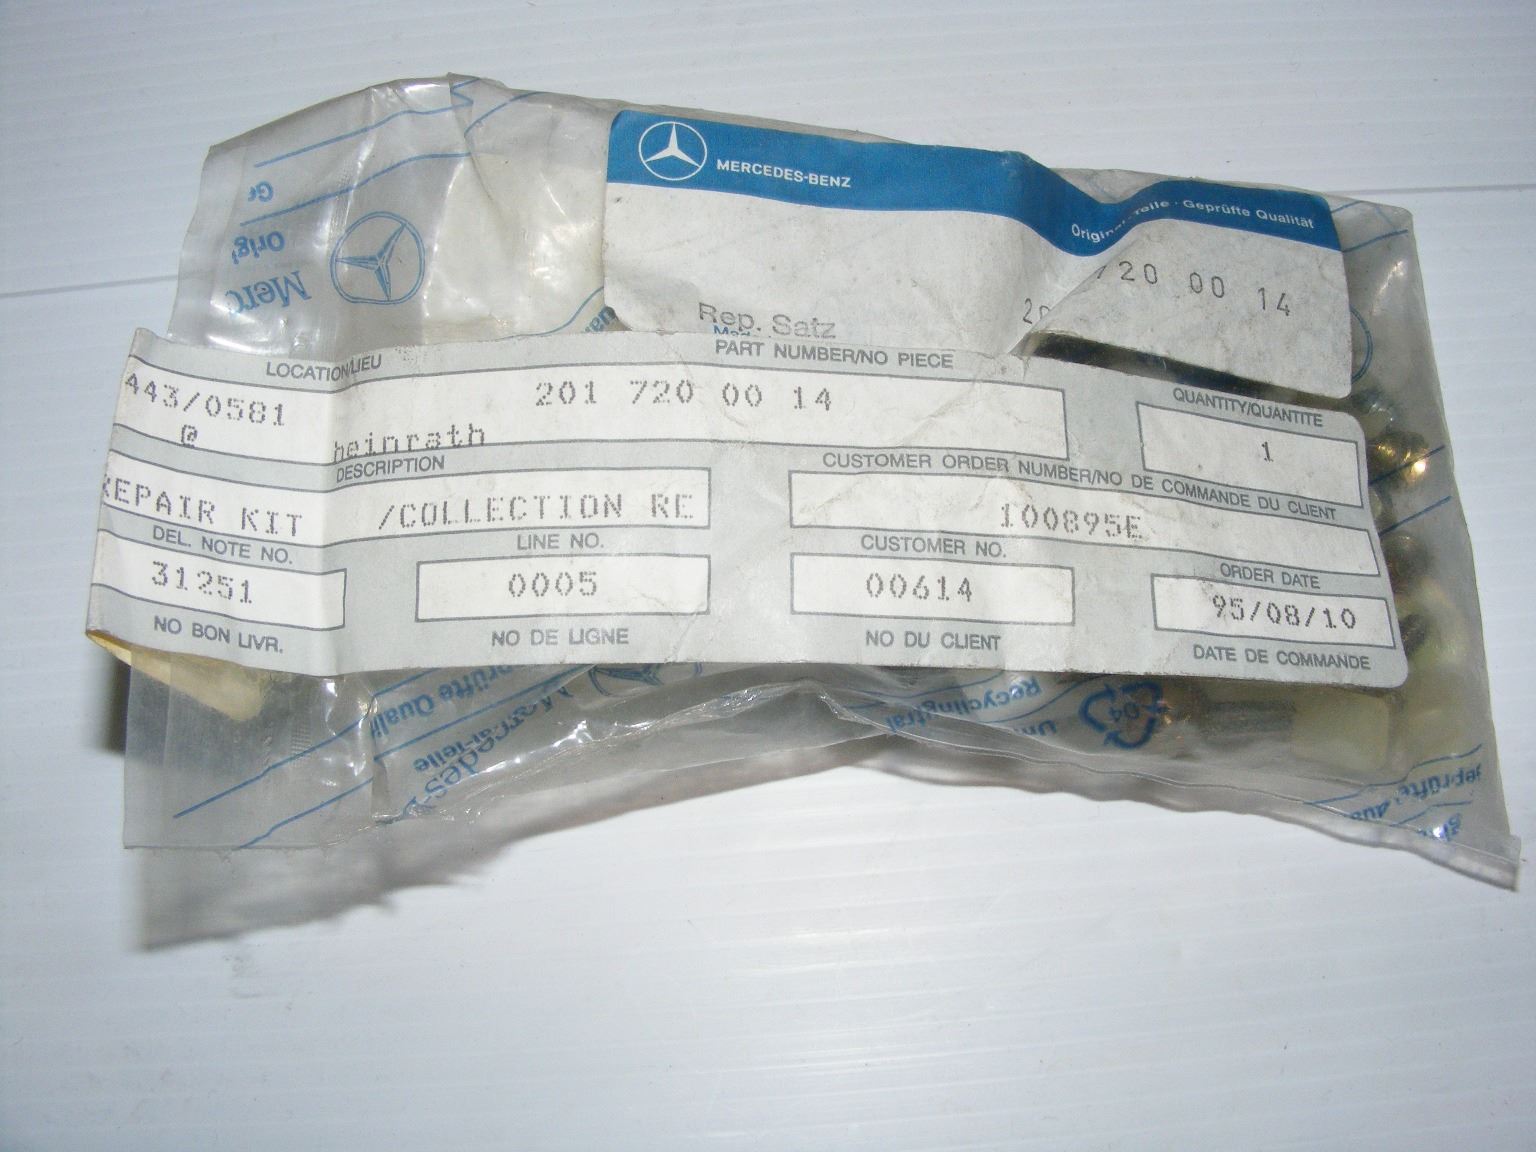 MERCEDES-BENZ
Teile · Geprüfte Qualität
720 00 14
Rep. Satz
LOCATION/LIEU
PART NUMBER/NO PIECE
QUANTITY/QUANTITE
443/0581
201 720 00 14
1
@
heinrath
DESCRIPTION
CUSTOMER ORDER NUMBER/NO DE COMMANDE DU CLIENT
REPAIR KIT /COLLECTION RE
100895E
DEL. NOTE NO.
LINE NO.
CUSTOMER NO.
ORDER DATE
31251
0005
00614
95/08/10
NO BON LIVR.
NO DE LIGNE
NO DU CLIENT
DATE DE COMMANDE
Merc
04